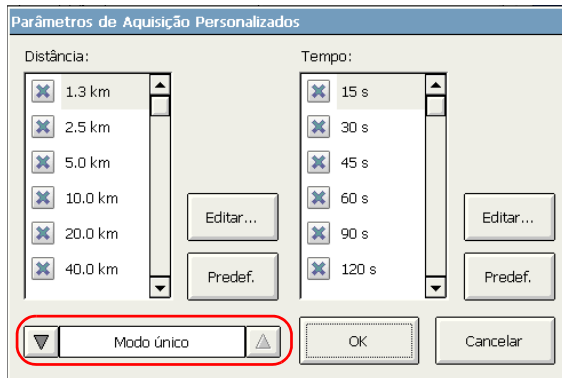 Parâmetros de Aquisição Personalizados
Distância:
Tempo:
1.3 km
2.5 km
5.0 km
10.0 km
20.0 km
40.0 km
Editar...
Predef.
15 s
30 s
45 s
60 s
90 s
120 s
Editar...
Predef.
Modo único
OK
Cancelar